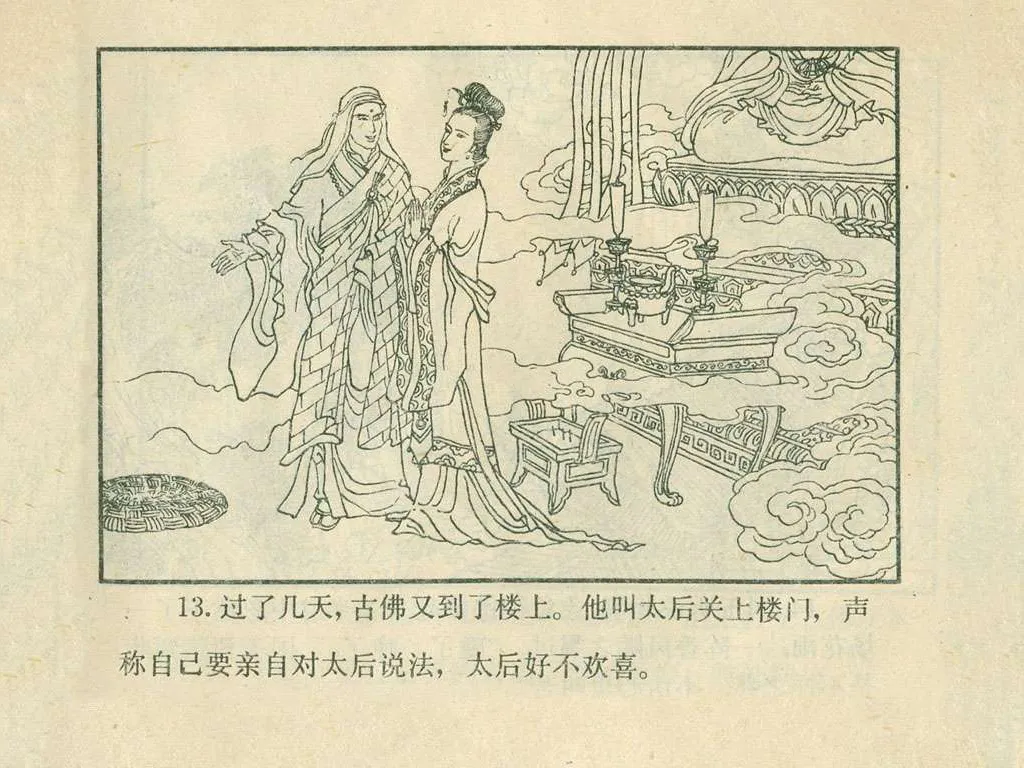 13. 过了几天，古佛又到了楼上。他叫太后关上楼门，声
称自己要亲自对太后说法，太后好不欢喜。